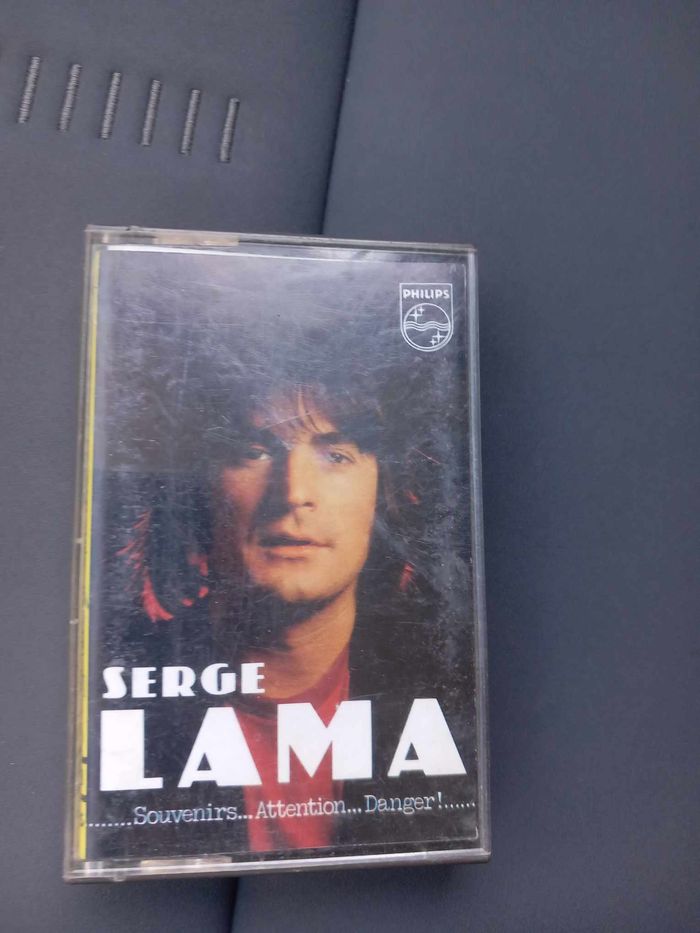 PHILIPS
SERGE
LAMA
........Souvenirs...Attention...Danger!......